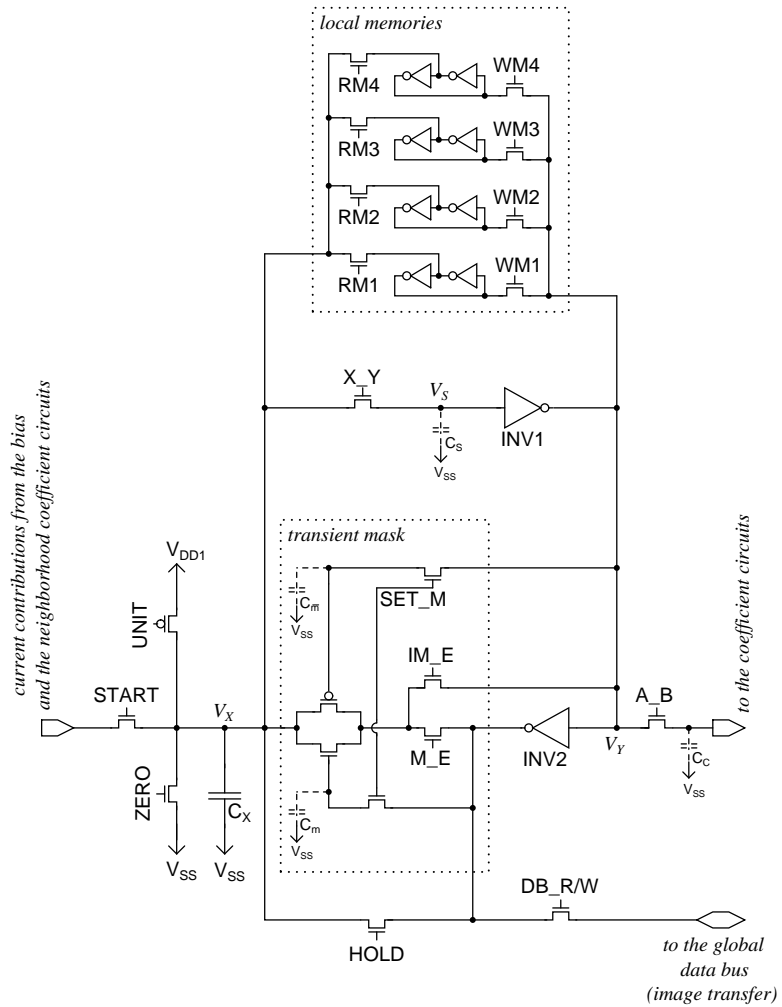 local memories
WM4
RM4
WM3
RM3
WM2
RM2
WM1
RM1
X_Y
V_S
INV1
C_S
V_SS
current contributions from the bias
and the neighborhood coefficient circuits
transient mask
V_DD1
C_m̅
V_SS
SET_M
UNIT
IM_E
to the coefficient circuits
START
V_X
A_B
M_E
INV2
V_Y
C_C
V_SS
ZERO
C_X
C_m
V_SS
V_SS
V_SS
DB_R/W
HOLD
to the global
data bus
(image transfer)